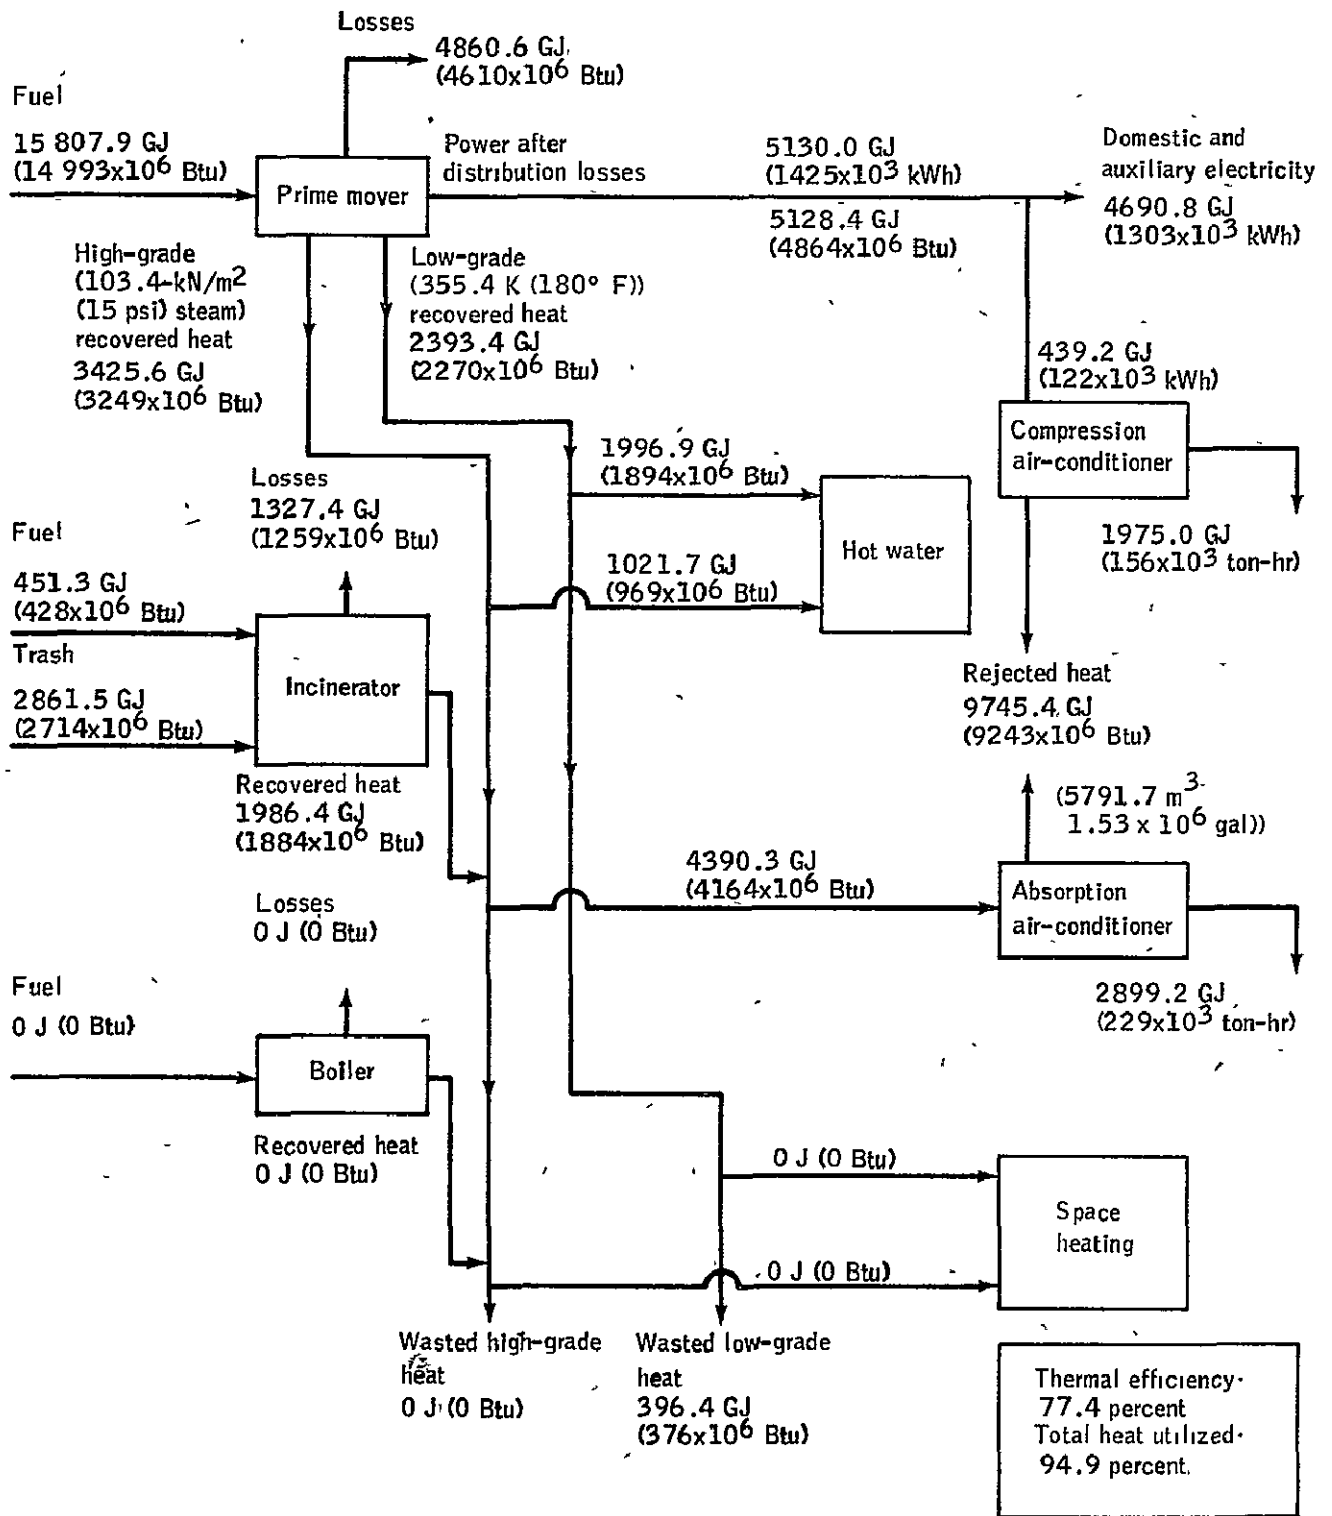 Losses
4860.6 GJ
(4610x10⁶ Btu)
Fuel
15 807.9 GJ
(14 993x10⁶ Btu)
Prime mover
Power after
distribution losses
5130.0 GJ
(1425x10³ kWh)
5128.4 GJ
(4864x10⁶ Btu)
Domestic and
auxiliary electricity
4690.8 GJ
(1303x10³ kWh)
High-grade
(103.4-kN/m²
(15 psi) steam)
recovered heat
3425.6 GJ
(3249x10⁶ Btu)
Low-grade
(355.4 K (180° F))
recovered heat
2393.4 GJ
(2270x10⁶ Btu)
439.2 GJ
(122x10³ kWh)
Compression
air-conditioner
1975.0 GJ
(156x10³ ton-hr)
1996.9 GJ
(1894x10⁶ Btu)
Hot water
1021.7 GJ
(969x10⁶ Btu)
Losses
1327.4 GJ
(1259x10⁶ Btu)
Fuel
451.3 GJ
(428x10⁶ Btu)
Trash
2861.5 GJ
(2714x10⁶ Btu)
Incinerator
Recovered heat
1986.4 GJ
(1884x10⁶ Btu)
Rejected heat
9745.4 GJ
(9243x10⁶ Btu)
(5791.7 m³
1.53 x 10⁶ gal))
4390.3 GJ
(4164x10⁶ Btu)
Absorption
air-conditioner
2899.2 GJ
(229x10³ ton-hr)
Losses
0 J (0 Btu)
Fuel
0 J (0 Btu)
Boiler
Recovered heat
0 J (0 Btu)
0 J (0 Btu)
Space
heating
0 J (0 Btu)
Wasted high-grade
heat
0 J (0 Btu)
Wasted low-grade
heat
396.4 GJ
(376x10⁶ Btu)
Thermal efficiency·
77.4 percent
Total heat utilized·
94.9 percent.